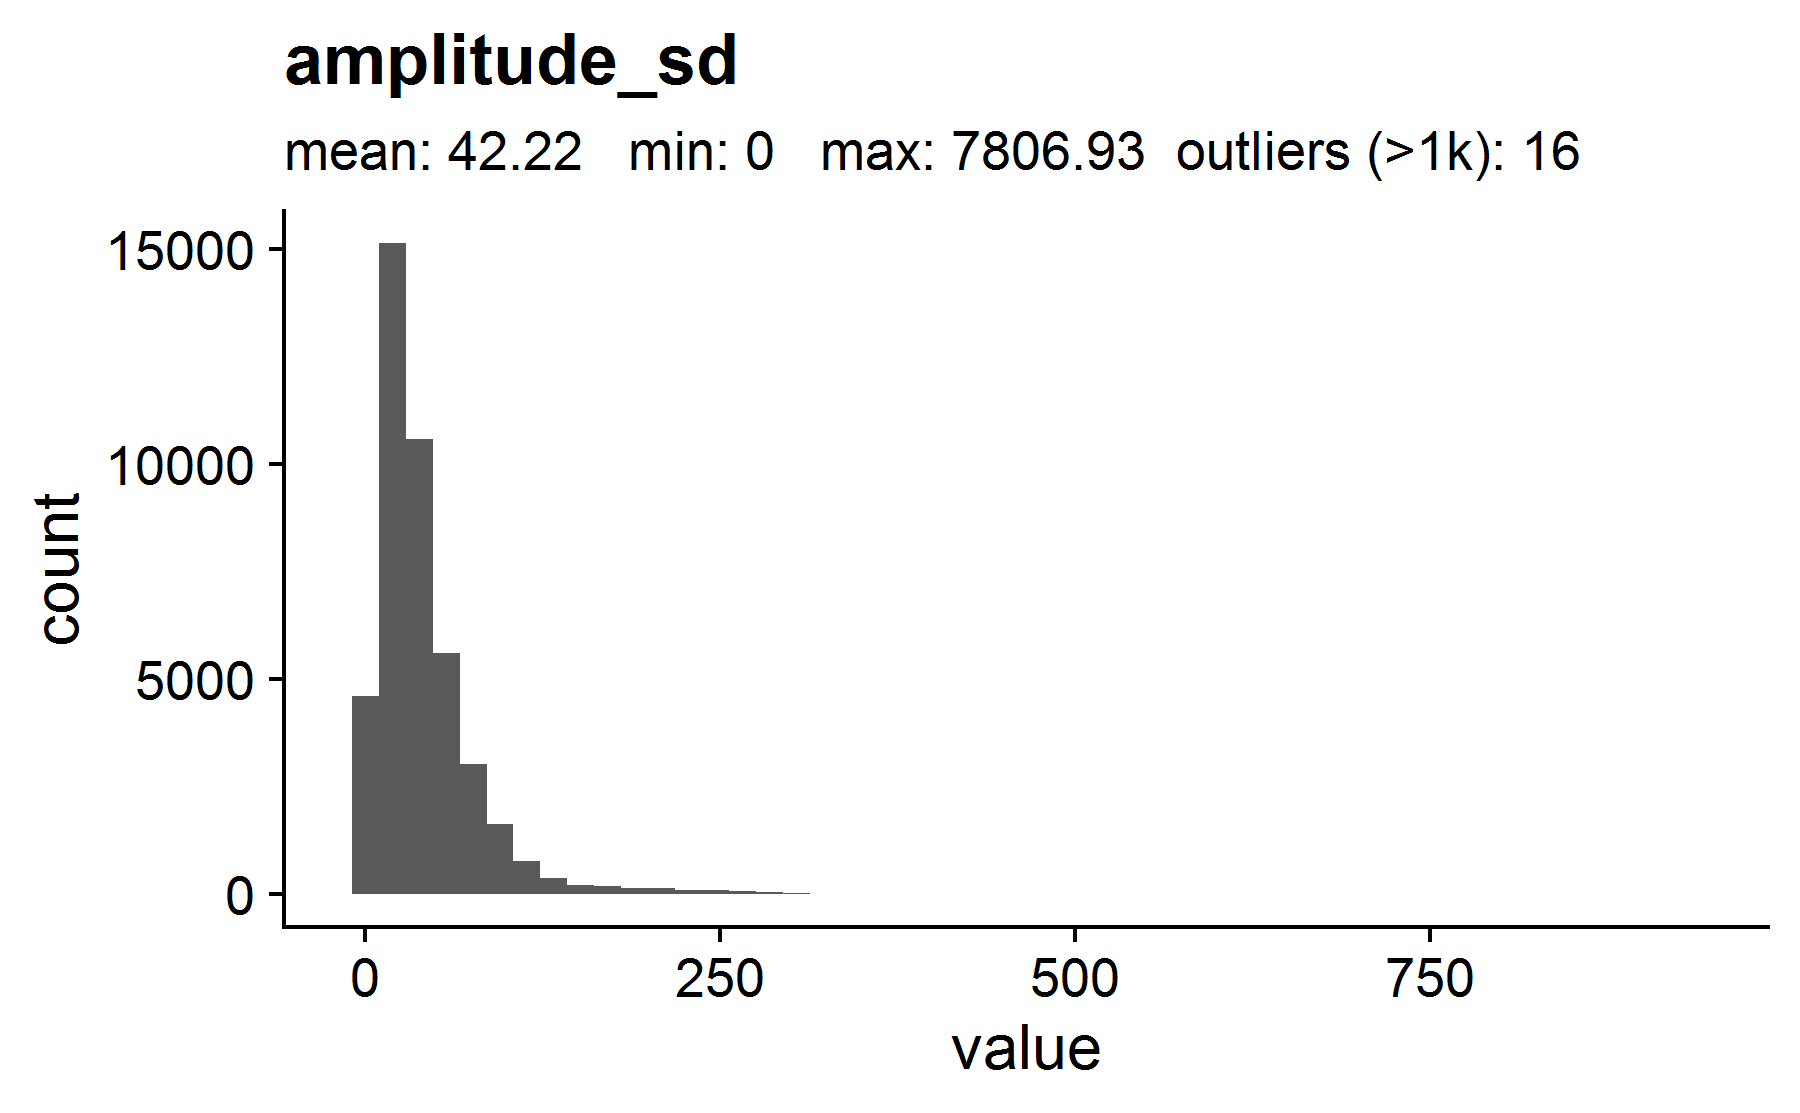 amplitude_sd
mean: 42.22 min: 0 max: 7806.93 outliers (>1k): 16
15000
10000
5000
0
count
0 250 500 750
value